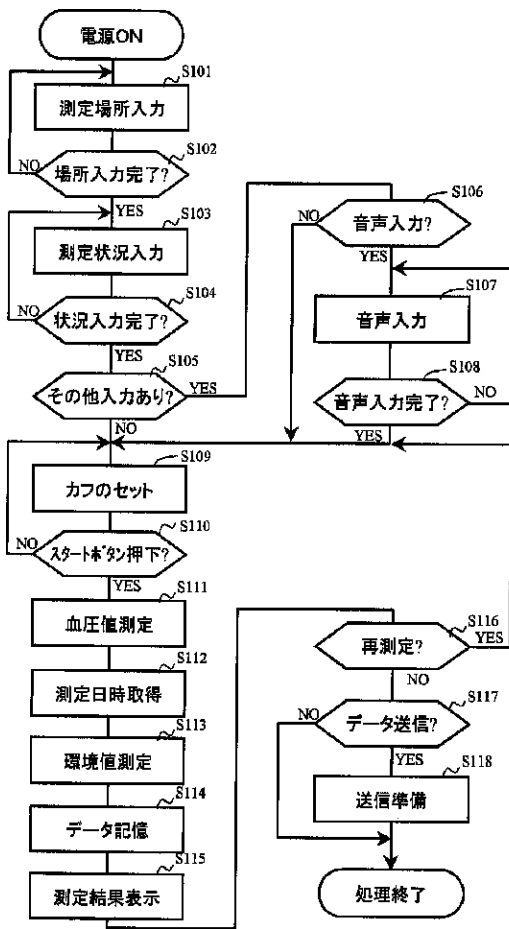 電源ON
S101
測定場所入力
S102
NO
場所入力完了?
YES
S103
測定状況入力
S104
NO
状況入力完了?
YES
S105
その他入力あり?
YES
NO
S106
NO
音声入力?
YES
S107
音声入力
S108
音声入力完了?
NO
YES
S109
カフのセット
S110
NO
スタートボタン押下?
YES
S111
血圧値測定
S112
測定日時取得
S113
環境値測定
S114
データ記憶
S115
測定結果表示
S116
再測定?
YES
NO
S117
NO
データ送信?
YES
S118
送信準備
処理終了